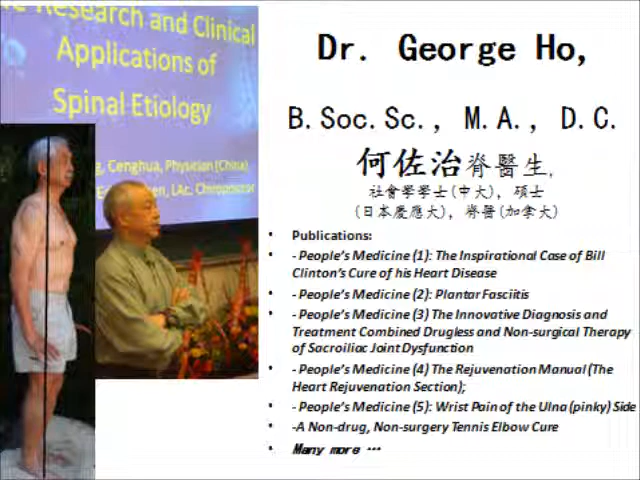 Research and Clinical
Applications of
Spinal Etiology
Cenghua, Physitian (China)
LAc. Chiropractor
Dr. George Ho,
B.Soc.Sc., M.A., D.C.
何佐治脊醫生,
社會學學士(中大), 碩士
(日本慶應大), 脊醫(加拿大)
• Publications:
• - People's Medicine (1): The Inspirational Case of Bill
Clinton's Cure of his Heart Disease
• - People's Medicine (2): Plantar Fasciitis
• - People's Medicine (3) The Innovative Diagnosis and
Treatment Combined Drugless and Non-surgical Therapy
of Sacroiliac Joint Dysfunction
• - People's Medicine (4) The Rejuvenation Manual (The
Heart Rejuvenation Section);
• - People's Medicine (5): Wrist Pain of the Ulna (pinky) Side
• -A Non-drug, Non-surgery Tennis Elbow Cure
• Many more …